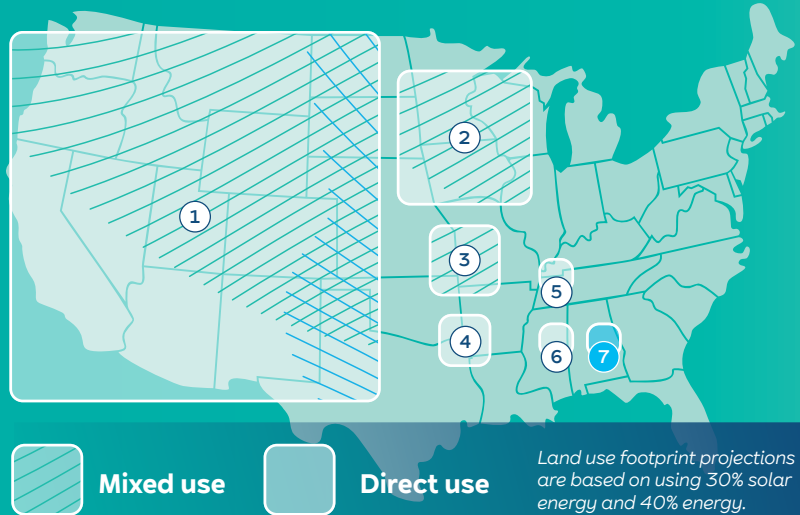 1
2
3
4
5
6
7
Mixed use
Direct use
Land use footprint projections
are based on using 30% solar
energy and 40% energy.